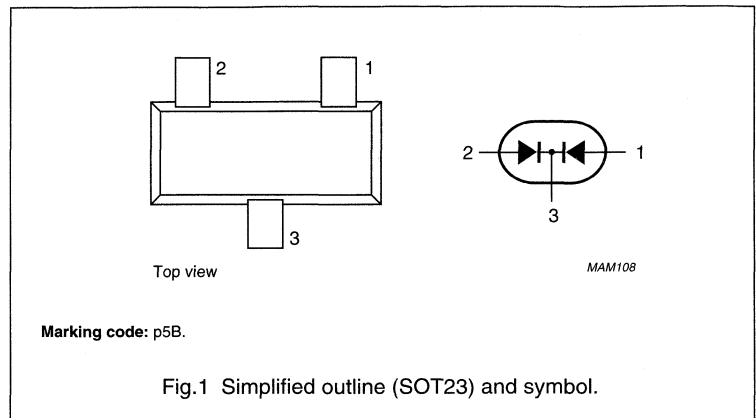 2
1
2
1
3
3
Top view
MAM108
Marking code: p5B.
Fig.1 Simplified outline (SOT23) and symbol.